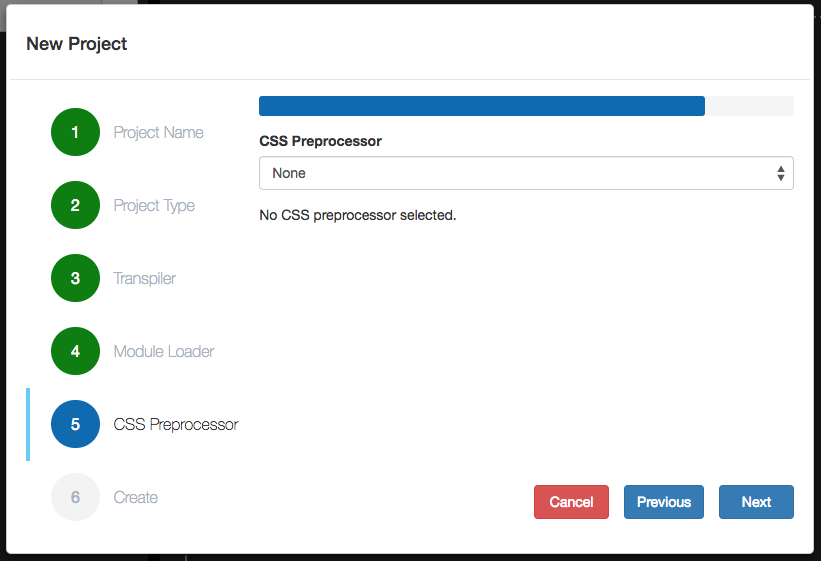 New Project
1 Project Name
2 Project Type
3 Transpiler
4 Module Loader
5 CSS Preprocessor
6 Create
CSS Preprocessor
None
No CSS preprocessor selected.
Cancel Previous Next